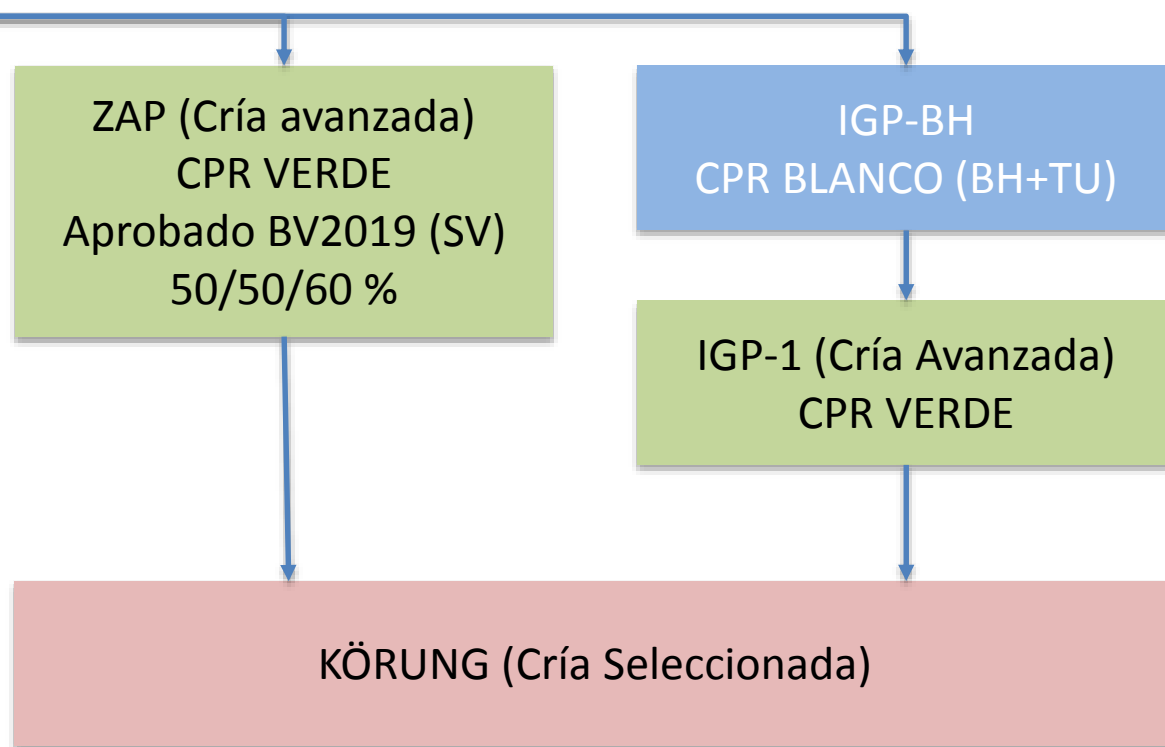 ZAP (Cría avanzada)
CPR VERDE
Aprobado BV2019 (SV)
50/50/60 %
IGP-BH
CPR BLANCO (BH+TU)
IGP-1 (Cría Avanzada)
CPR VERDE
KÖRUNG (Cría Seleccionada)